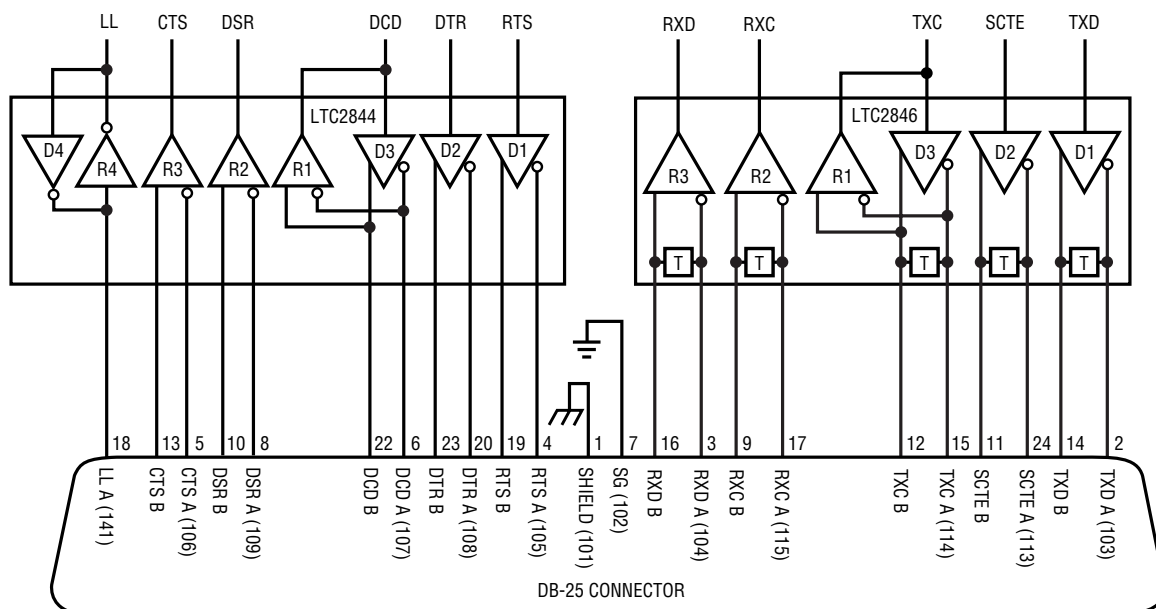 LL CTS DSR DCD DTR RTS RXD RXC TXC SCTE TXD
LTC2844 LTC2846
D4 R4 R3 R2 R1 D3 D2 D1 R3 R2 R1 D3 D2 D1
T T T T T
18 13 5 10 8 22 6 23 20 19 4 1 7 16 3 9 17 12 15 11 24 14 2
LL A (141)
CTS B
CTS A (106)
DSR B
DSR A (109)
DCD B
DCD A (107)
DTR B
DTR A (108)
RTS B
RTS A (105)
SHIELD (101)
SG (102)
RXD B
RXD A (104)
RXC B
RXC A (115)
TXC B
TXC A (114)
SCTE B
SCTE A (113)
TXD B
TXD A (103)
DB-25 CONNECTOR